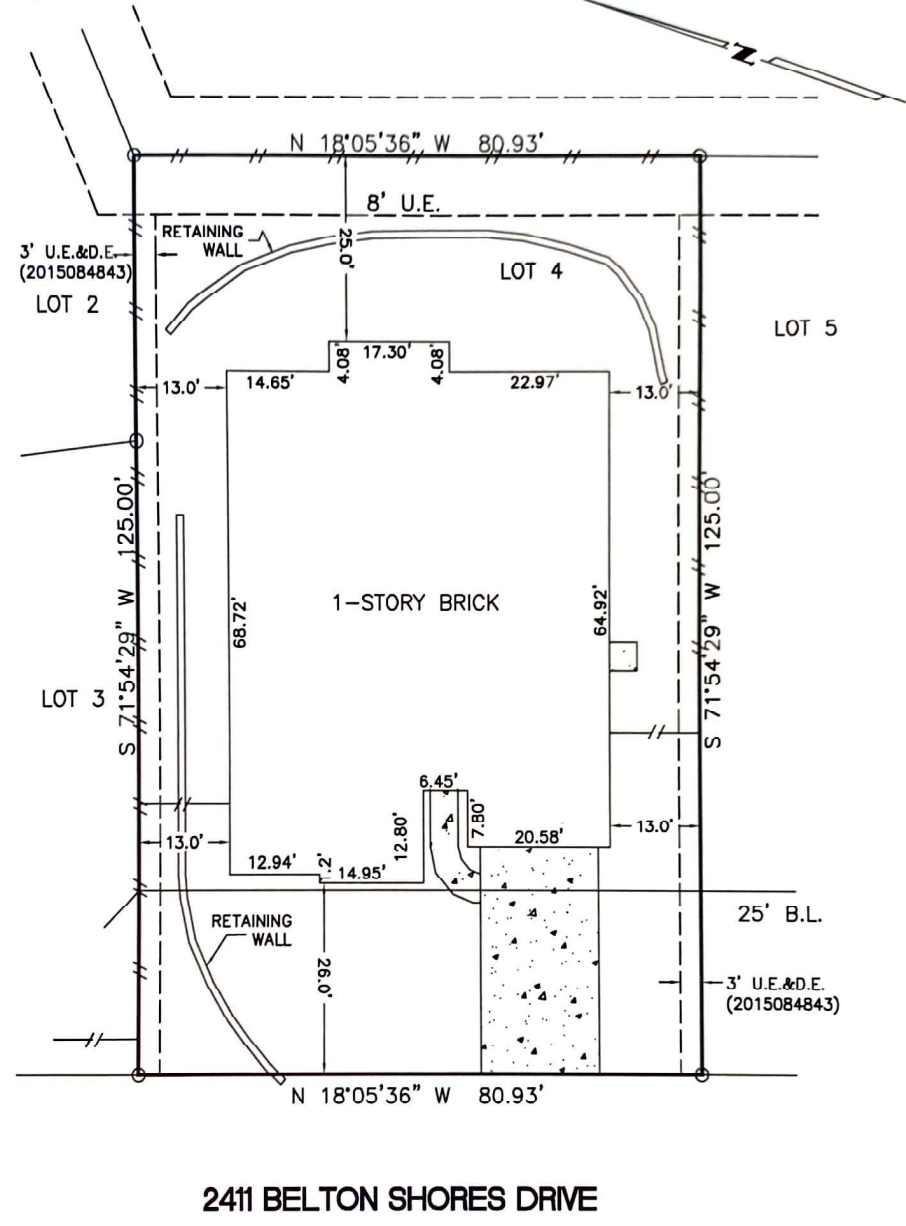 N
N 18°05'36" W 80.93'
8' U.E.
RETAINING
WALL
25.0'
3' U.E.&D.E.
(2015084843)
LOT 4
LOT 2
LOT 5
17.30'
4.08'
4.08'
14.65'
22.97'
13.0'
13.0'
S 71°54'29" W 125.00'
S 71°54'29" W 125.00'
68.72'
1-STORY BRICK
64.92'
LOT 3
6.45'
12.80'
7.80'
20.58'
13.0'
13.0'
12.94'
14.95'
25' B.L.
RETAINING
WALL
26.0'
3' U.E.&D.E.
(2015084843)
N 18°05'36" W 80.93'
2411 BELTON SHORES DRIVE